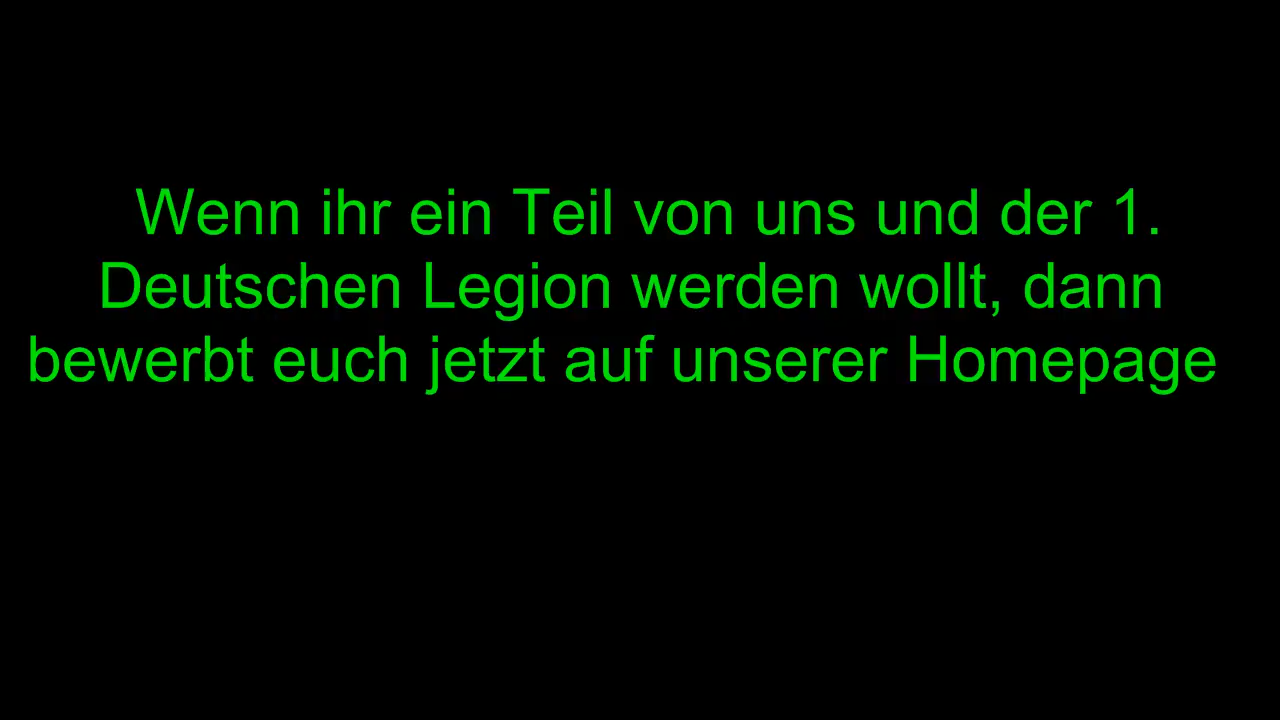 Wenn ihr ein Teil von uns und der 1.
Deutschen Legion werden wollt, dann
bewerbt euch jetzt auf unserer Homepage